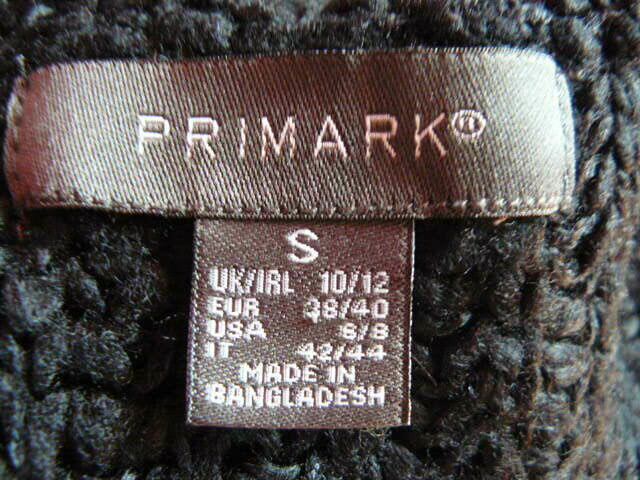 PRIMARK®
S
UK/IRL 10/12
EUR 38/40
USA 6/8
IT 42/44
MADE IN
BANGLADESH